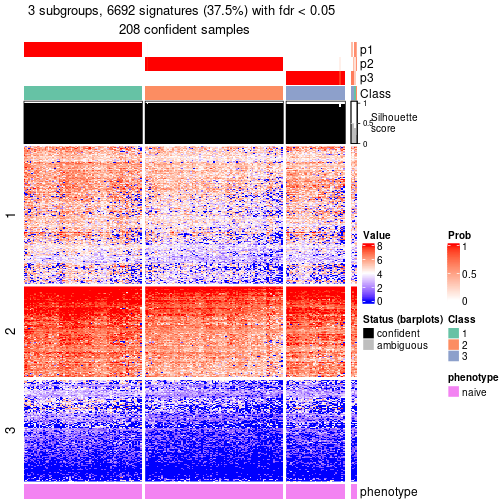 3 subgroups, 6692 signatures (37.5%) with fdr < 0.05
208 confident samples
p1
p2
p3
Class
1
0.5
0
Silhouette
score
1
2
3
Value
8
6
4
2
0
Prob
1
0.5
0
Status (barplots)
confident
ambiguous
Class
1
2
3
phenotype
naive
phenotype